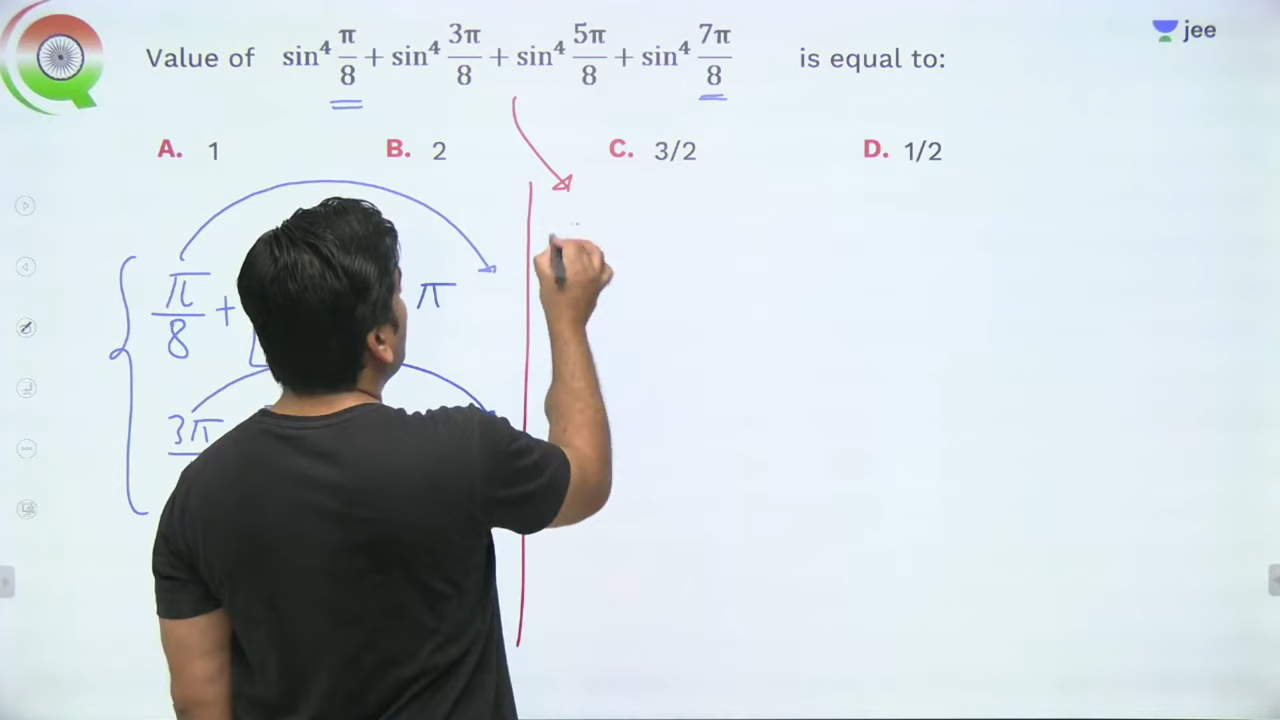 Value of sin⁴ π/8 + sin⁴ 3π/8 + sin⁴ 5π/8 + sin⁴ 7π/8 is equal to:
jee
A. 1 B. 2 C. 3/2 D. 1/2
π/8 + π
3π